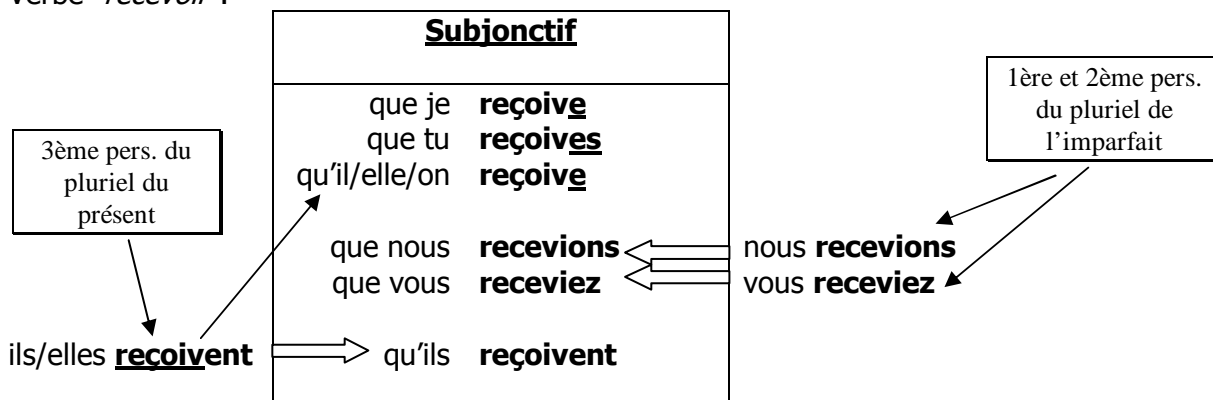 verbe "recevoir":
Subjonctif
1ère et 2ème pers.
du pluriel de
l'imparfait
3ème pers. du
pluriel du
présent
que je reçoive
que tu reçoives
qu'il/elle/on reçoive
que nous recevions
nous recevions
que vous receviez
vous receviez
ils/elles reçoivent
qu'ils reçoivent